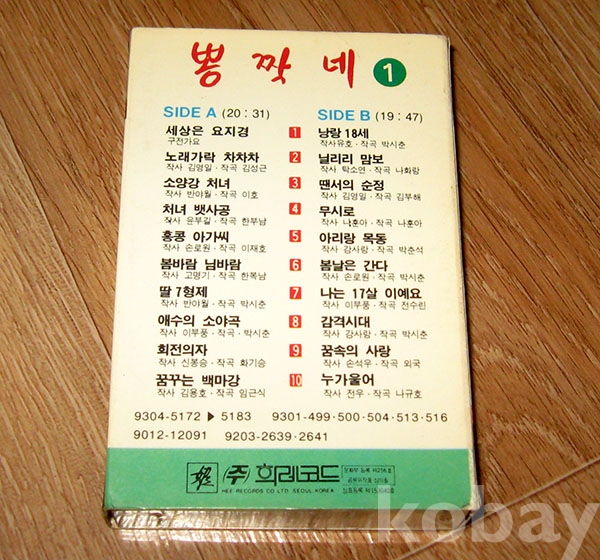 뽕짝네 1
SIDE A (20 : 31)
세상은 요지경
구전가요
노래가락 차차차
작사 김영일 · 작곡 김성근
소양강 처녀
작사 반야월 · 작곡 이호
처녀 뱃사공
작사 윤부길 · 작곡 한부남
홍콩 아가씨
작사 손로원 · 작곡 이재호
봄바람 님바람
작사 고명기 · 작곡 한복남
딸 7형제
작사 반야월 · 작곡 박시춘
애수의 소야곡
작사 이부풍 · 작곡 박시춘
회전의자
작사 신봉승 · 작곡 하기송
꿈꾸는 백마강
작사 김용호 · 작곡 임근식
1
2
3
4
5
6
7
8
9
10
SIDE B (19 : 47)
낭랑 18세
작사유호 · 작곡 박시춘
닐리리 맘보
작사 탁소연 · 작곡 나화랑
땐서의 순정
작사 김영일 · 작곡 김부해
무시로
작사 나훈아 · 작곡 나훈아
아리랑 목동
작사 강사랑 · 작곡 박춘석
봄날은 간다
작사 손로원 · 작곡 박시춘
나는 17살 이예요
작사 이부풍 · 작곡 전수린
감격시대
작사 강사랑 · 작곡 박시춘
꿈속의 사랑
작사 손석우 · 작곡 외국
누가울어
작사 전우 · 작곡 나규호
9304-5172 ▶ 5183 9301-499 · 500 · 504 · 513 · 516
9012-12091 9203-2639 · 2641
(주) 희레코드
HEE RECORDS CO LTD. SEOUL KOREA
kobay